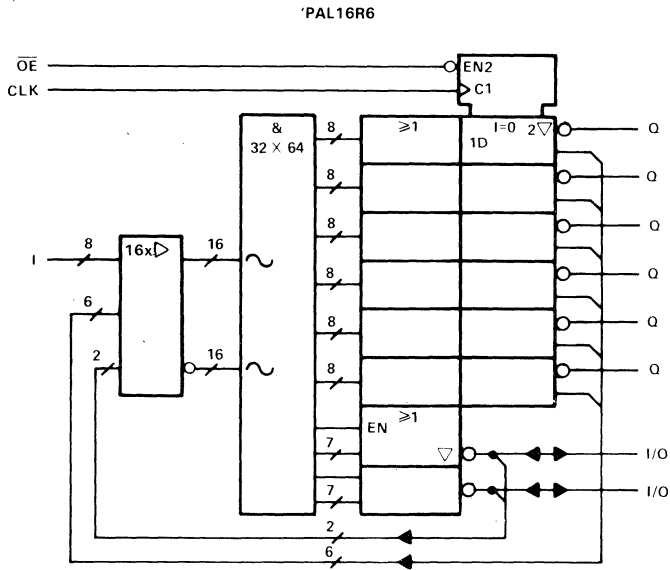 'PAL16R6
OE
EN2
CLK
C1
&
32 X 64
8
≥1
I=0
2▽
1D
Q
8
Q
8
Q
I
8
16x▷
16
8
Q
6
8
Q
2
16
8
Q
≥1
EN
7
▽
I/O
7
I/O
2
6